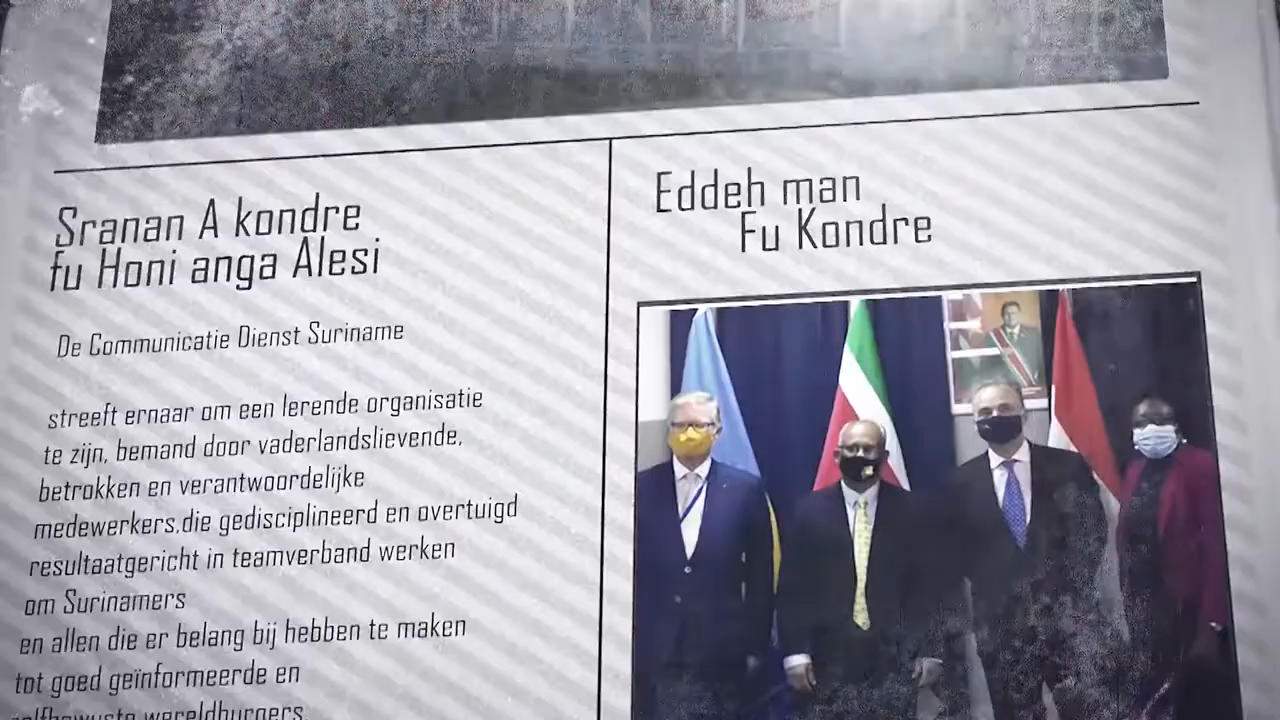 Sranan A kondre
fu Honi anga Alesi
De Communicatie Dienst Suriname
streeft ernaar om een lerende organisatie
te zijn, bemand door vaderlandslievende,
betrokken en verantwoordelijke
medewerkers,die gedisciplineerd en overtuigd
resultaatgericht in teamverband werken
om Surinamers
en allen die er belang bij hebben te maken
tot goed geïnformeerde en
zelfbewuste wereldburgers
Eddeh man
Fu Kondre